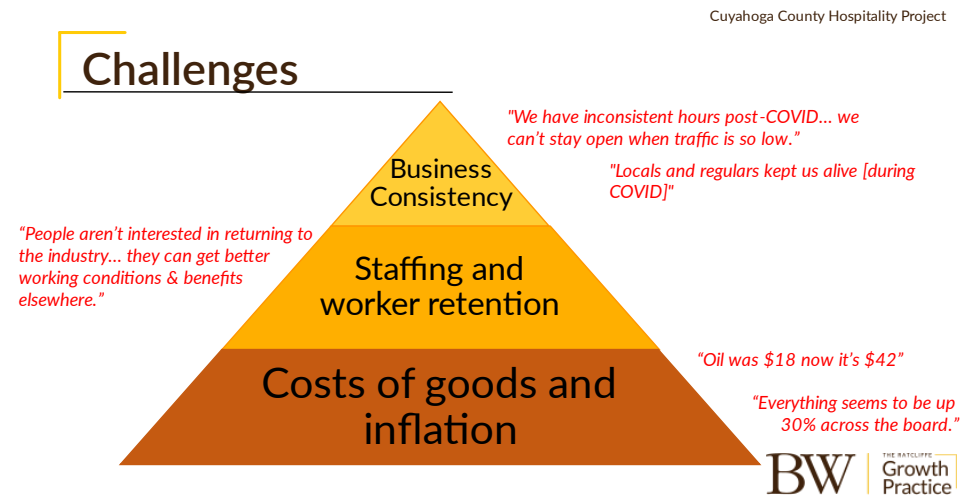 Cuyahoga County Hospitality Project
Challenges
"We have inconsistent hours post-COVID... we
can't stay open when traffic is so low."
"Locals and regulars kept us alive [during
COVID]"
Business
Consistency
“People aren't interested in returning to
the industry... they can get better
working conditions & benefits
elsewhere.”
Staffing and
worker retention
“Oil was $18 now it's $42”
Costs of goods and
inflation
“Everything seems to be up
30% across the board.”
BW
THE RATCLIFFE
Growth
Practice